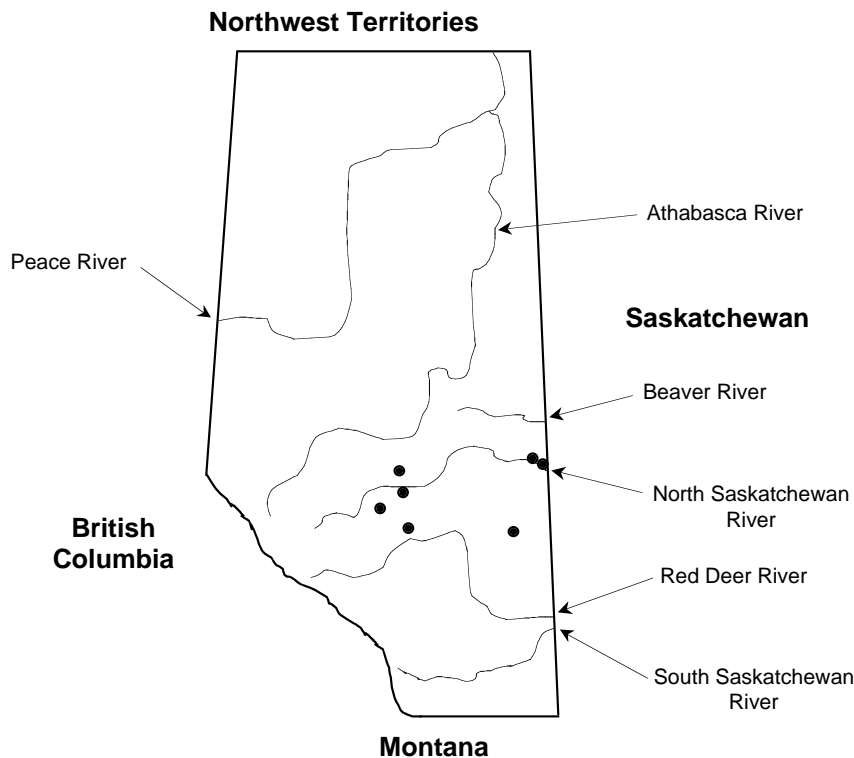 Northwest Territories
Athabasca River
Peace River
Saskatchewan
Beaver River
North Saskatchewan
River
British
Columbia
Red Deer River
South Saskatchewan
River
Montana